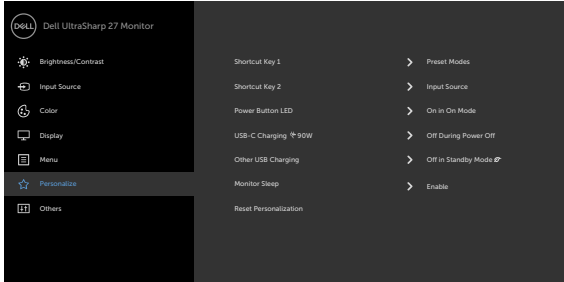 DELL Dell UltraSharp 27 Monitor
Brightness/Contrast Shortcut Key 1 Preset Modes
Input Source Shortcut Key 2 Input Source
Color Power Button LED On in On Mode
Display USB-C Charging 90W Off During Power Off
Menu Other USB Charging Off in Standby Mode
Personalize Monitor Sleep Enable
Others Reset Personalization